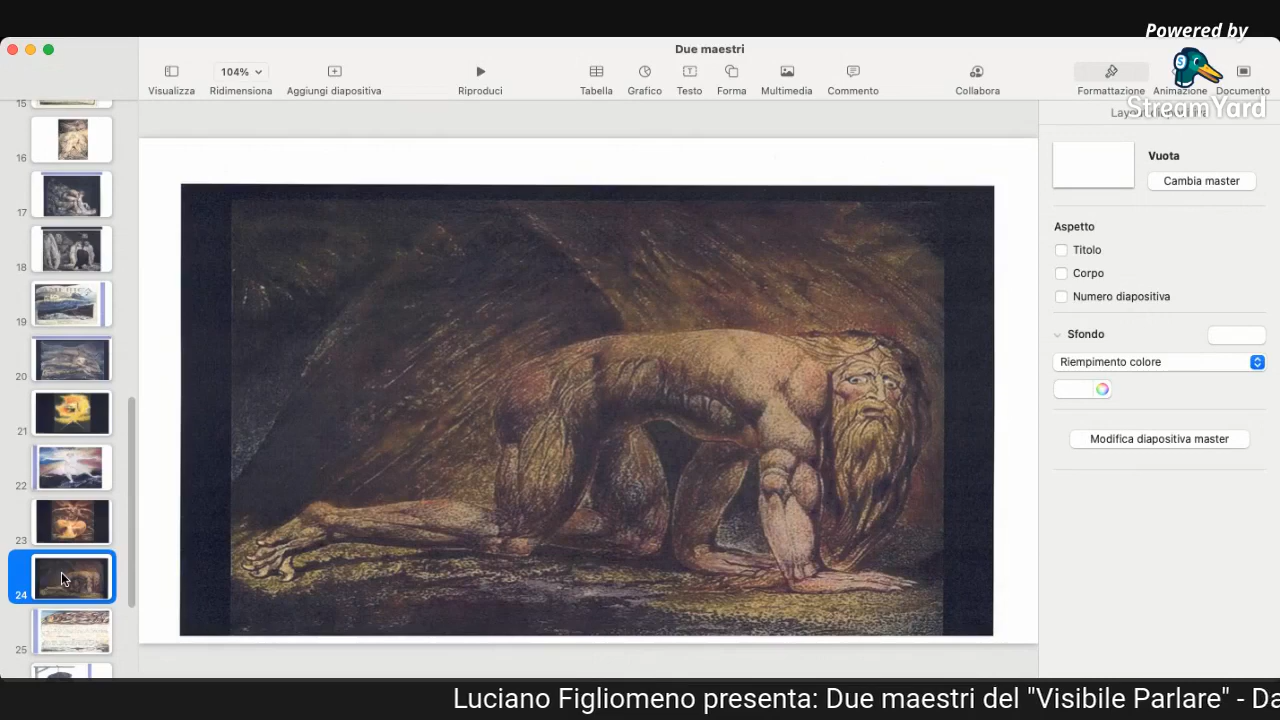 Powered by
StreamYard
Due maestri
104%
Visualizza
Ridimensiona
Aggiungi diapositiva
Riproduci
Tabella
Grafico
Testo
Forma
Multimedia
Commento
Collabora
Formattazione
Animazione
Documento
15
16
17
18
19
20
21
22
23
24
25
Vuota
Cambia master
Aspetto
Titolo
Corpo
Numero diapositiva
Sfondo
Riempimento colore
Modifica diapositiva master
Luciano Figliomeno presenta: Due maestri del "Visibile Parlare" - Da